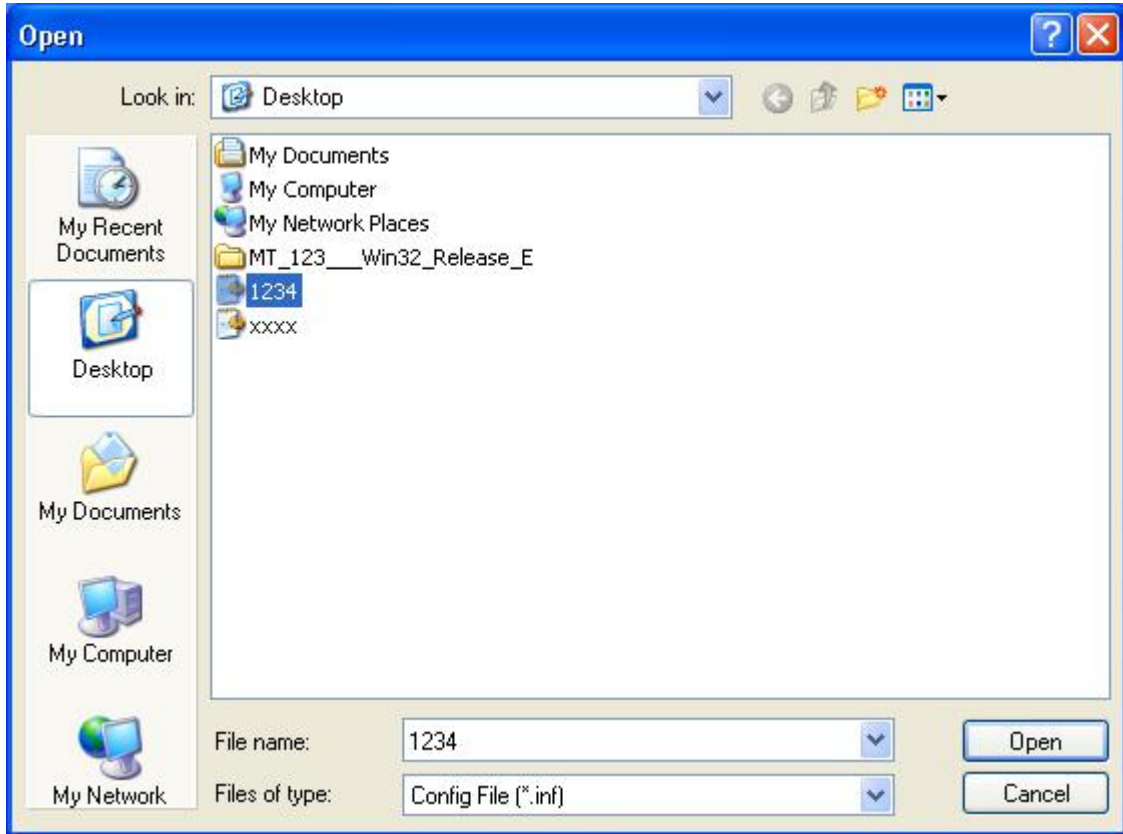 Open
Look in:
Desktop
My Recent
Documents
Desktop
My Documents
My Computer
My Network
My Documents
My Computer
My Network Places
MT_123___Win32_Release_E
1234
xxxx
File name:
1234
Open
Files of type:
Config File (*.inf)
Cancel